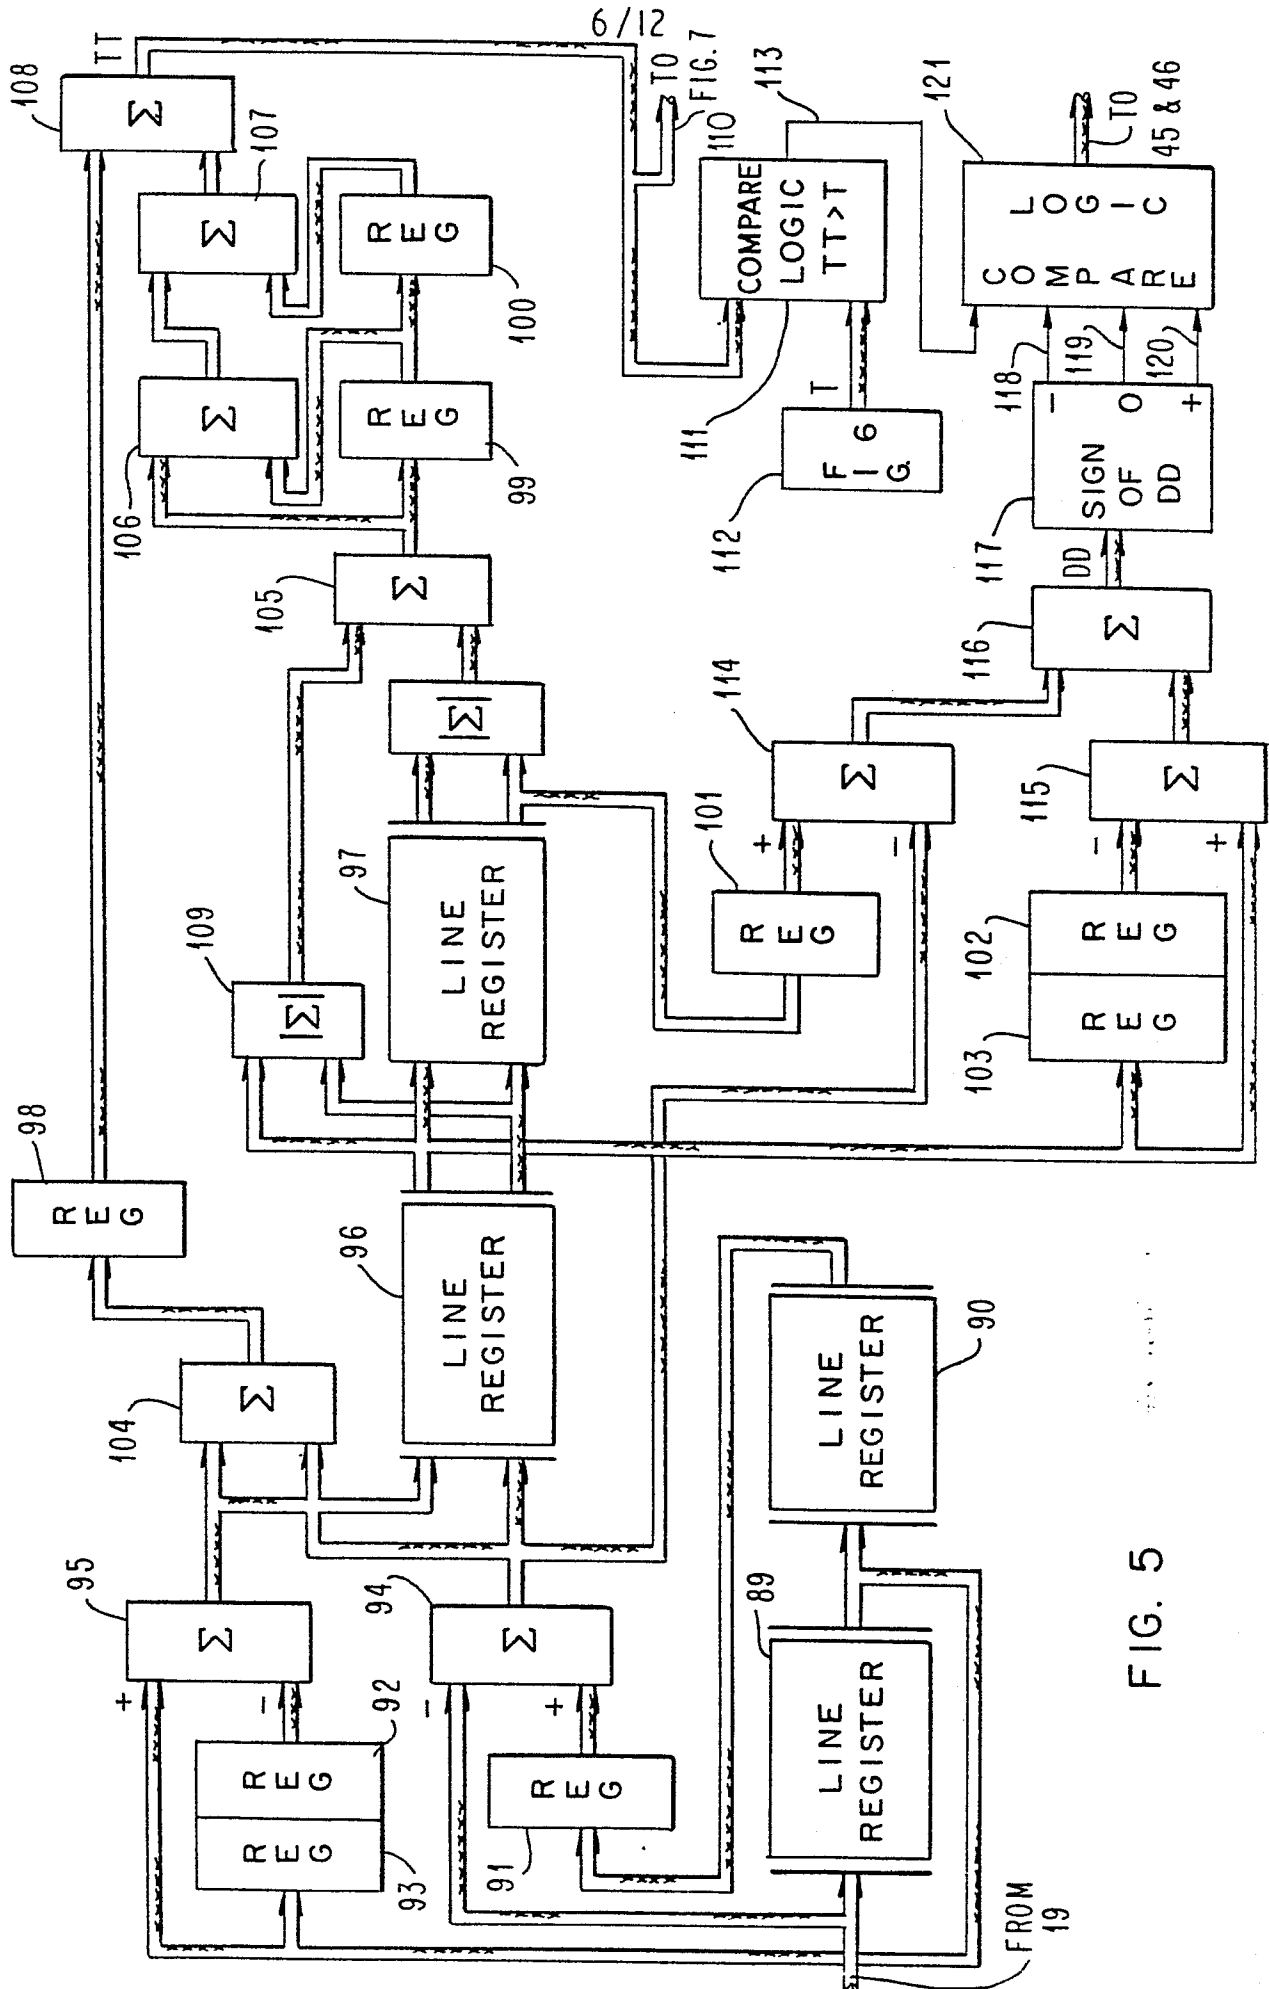 6/12
108
TT
Σ
107
Σ
REG
100
TO
FIG. 7
110
COMPARE
LOGIC
TT>T
113
111
121
COMPARE
LOGIC
TO
45 & 46
106
Σ
REG
99
T
FIG.
6
112
118
119
120
-
0
+
SIGN
OF
DD
117
DD
105
Σ
|Σ|
116
Σ
114
Σ
+
-
115
Σ
-
+
109
|Σ|
97
LINE
REGISTER
101
REG
102
REG
103
REG
98
REG
96
LINE
REGISTER
104
Σ
90
LINE
REGISTER
95
Σ
+
-
94
Σ
-
+
89
LINE
REGISTER
92
REG
93
REG
91
REG
FROM
19
FIG. 5